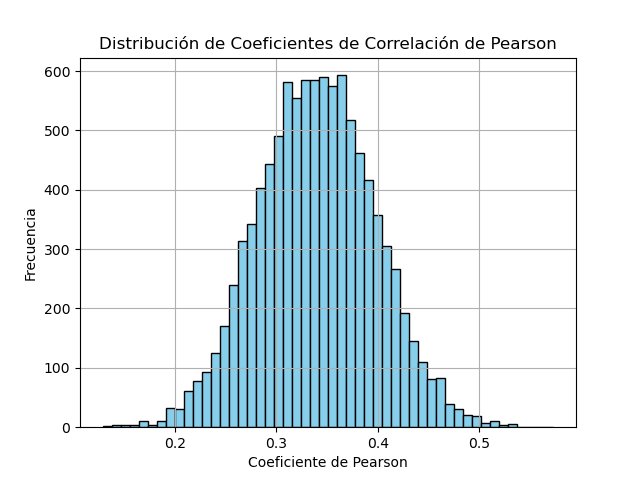 Distribución de Coeficientes de Correlación de Pearson
600
500
400
300
200
100
0
Frecuencia
0.2 0.3 0.4 0.5
Coeficiente de Pearson